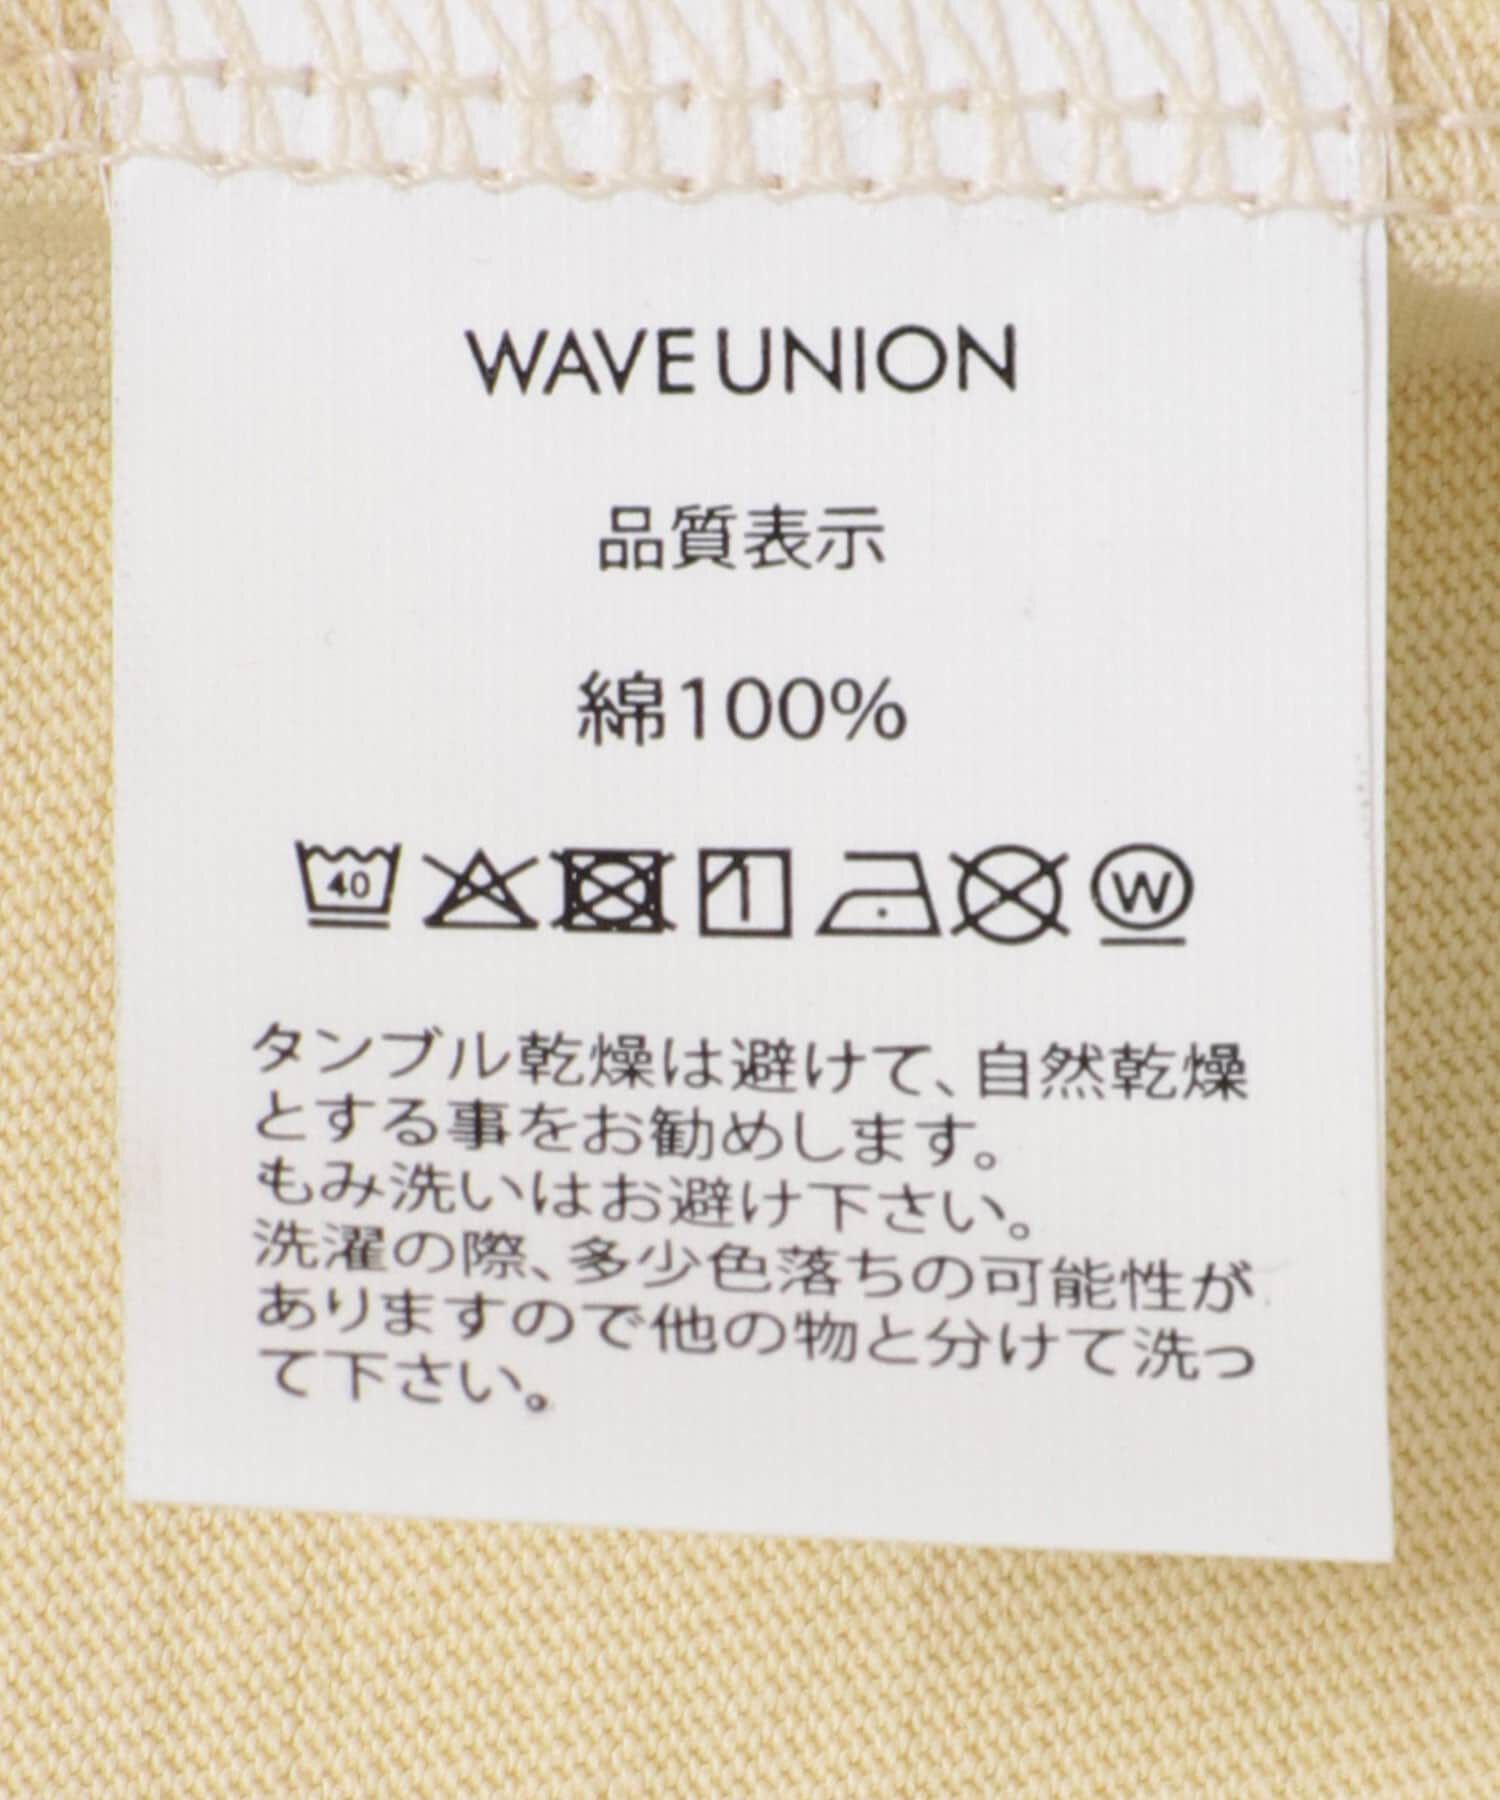 WAVE UNION
品質表示
綿100%
40
W
タンブル乾燥は避けて、自然乾燥
とする事をお勧めします。
もみ洗いはお避け下さい。
洗濯の際、多少色落ちの可能性が
ありますので他の物と分けて洗っ
て下さい。